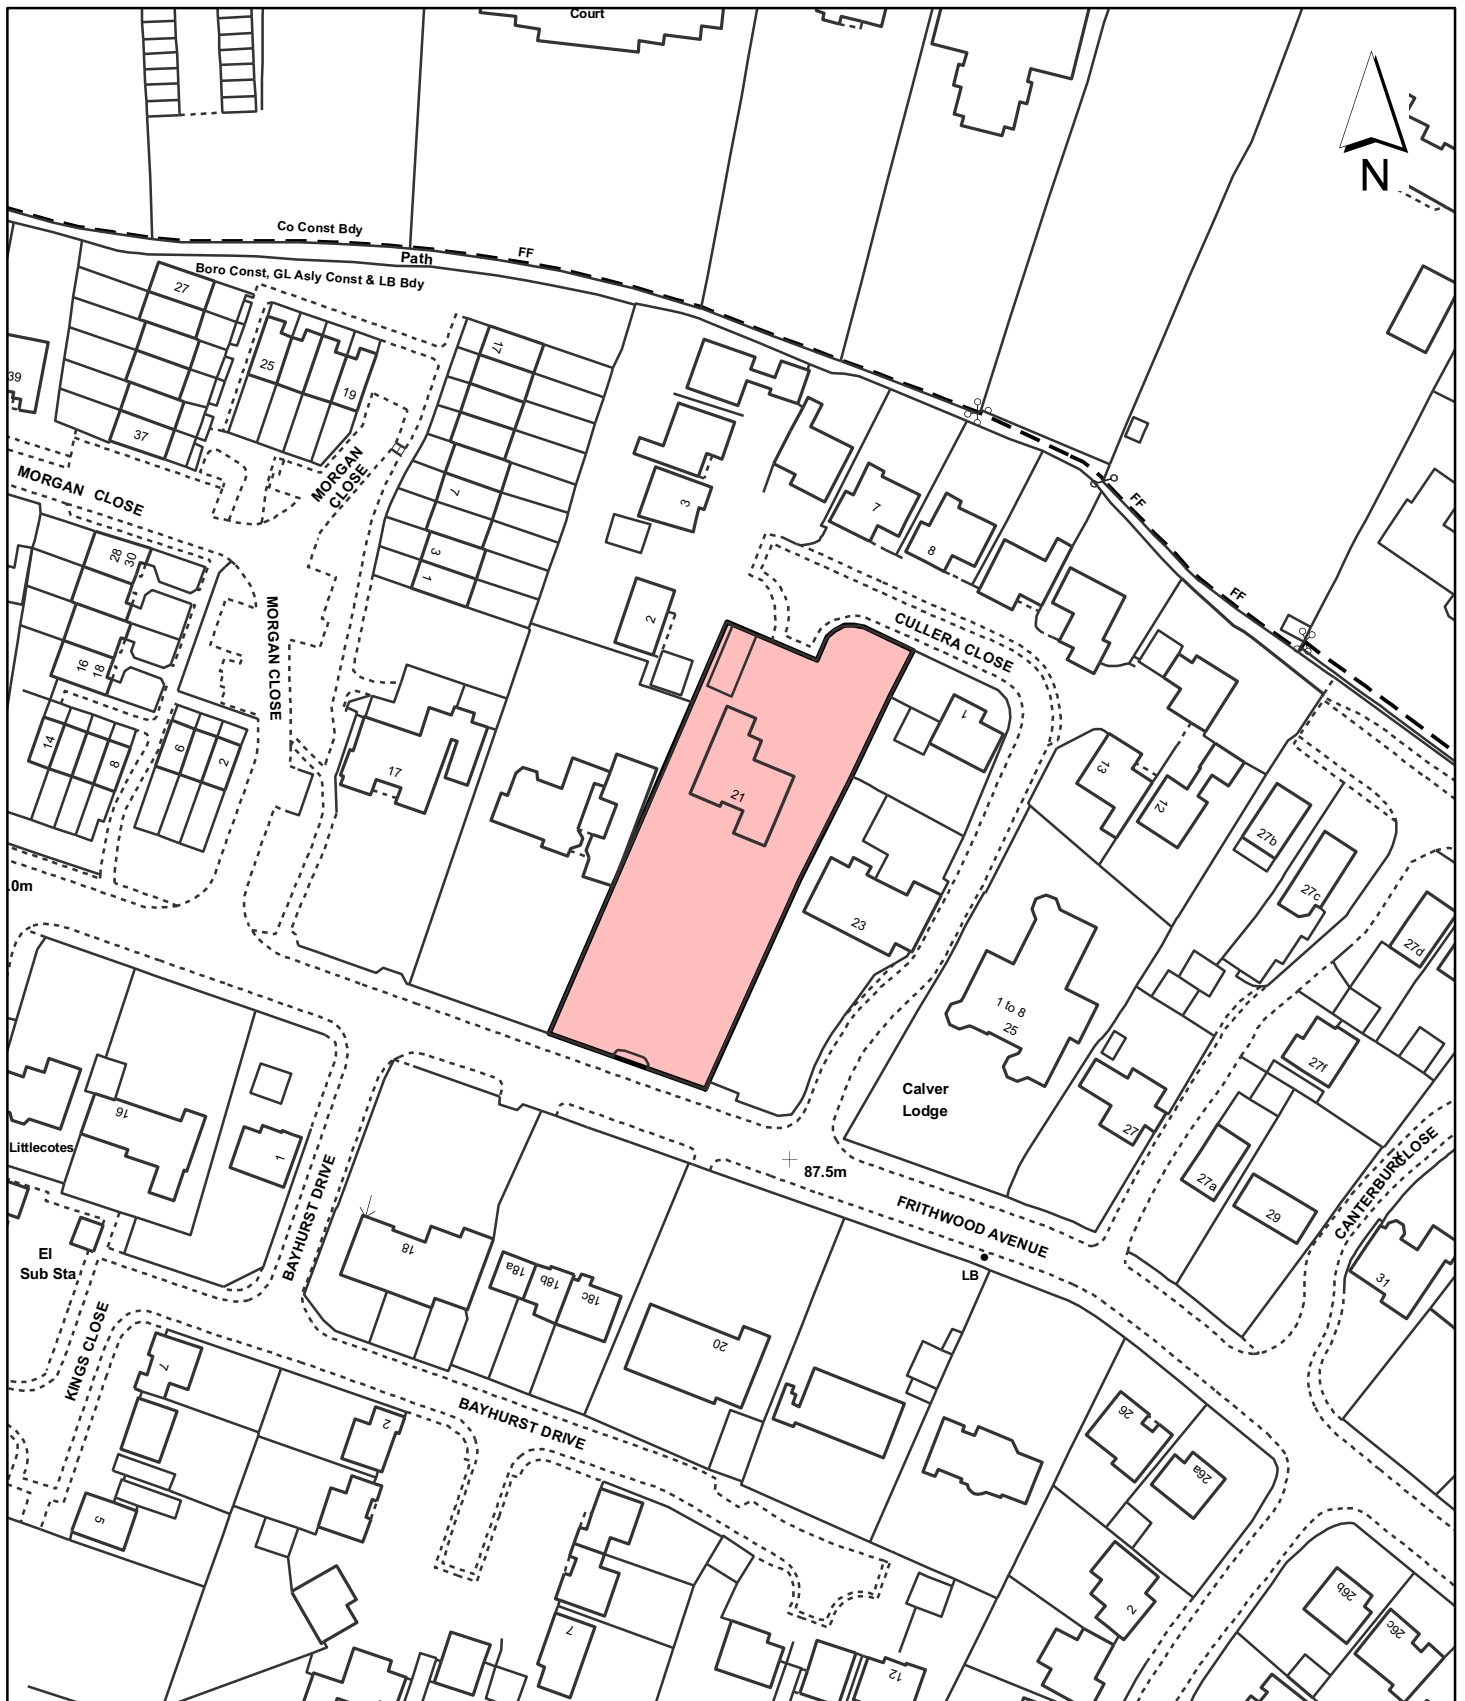 Court
N
Co Const Bdy
FF
Path
Boro Const, GL Asly Const & LB Bdy
27
17
25
19
39
37
MORGAN CLOSE
MORGAN
CLOSE
7
3
7
8
FF
3
1
28
30
2
FF
MORGAN CLOSE
CULLERA CLOSE
16
18
14
8
6
2
17
21
1
13
12
27b
27c
27d
.0m
23
1 to 8
25
Calver
Lodge
27f
27
27a
29
CANTERBURY CLOSE
31
16
Littlecotes
1
87.5m
FRITHWOOD AVENUE
LB
BAYHURST DRIVE
El
Sub Sta
18
18a
18b
18c
20
KINGS CLOSE
7
2
BAYHURST DRIVE
26
26a
5
7
2
12
26b
26c